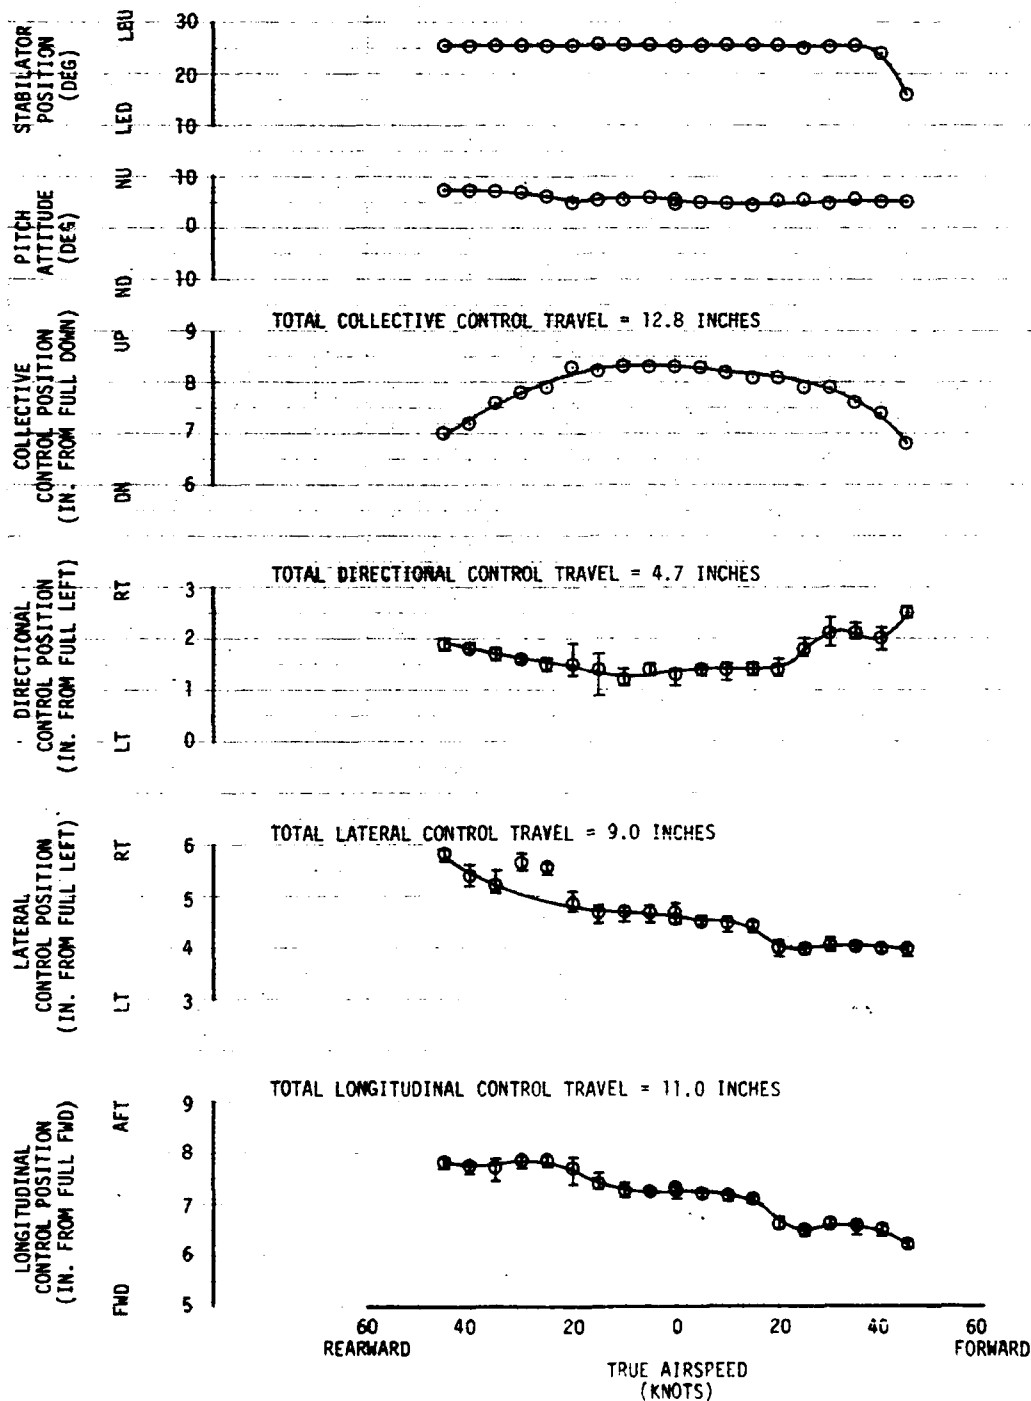 STABILATOR
POSITION
(DEG)
LED LBU
30
20
10
PITCH
ATTITUDE
(DEG)
ND NU
10
0
10
TOTAL COLLECTIVE CONTROL TRAVEL = 12.8 INCHES
COLLECTIVE
CONTROL POSITION
(IN. FROM FULL DOWN)
DN UP
9
8
7
6
TOTAL DIRECTIONAL CONTROL TRAVEL = 4.7 INCHES
DIRECTIONAL
CONTROL POSITION
(IN. FROM FULL LEFT)
LT RT
3
2
1
0
TOTAL LATERAL CONTROL TRAVEL = 9.0 INCHES
LATERAL
CONTROL POSITION
(IN. FROM FULL LEFT)
LT RT
6
5
4
3
TOTAL LONGITUDINAL CONTROL TRAVEL = 11.0 INCHES
LONGITUDINAL
CONTROL POSITION
(IN. FROM FULL FWD)
FWD AFT
9
8
7
6
5
60 40 20 0 20 40 60
REARWARD FORWARD
TRUE AIRSPEED
(KNOTS)